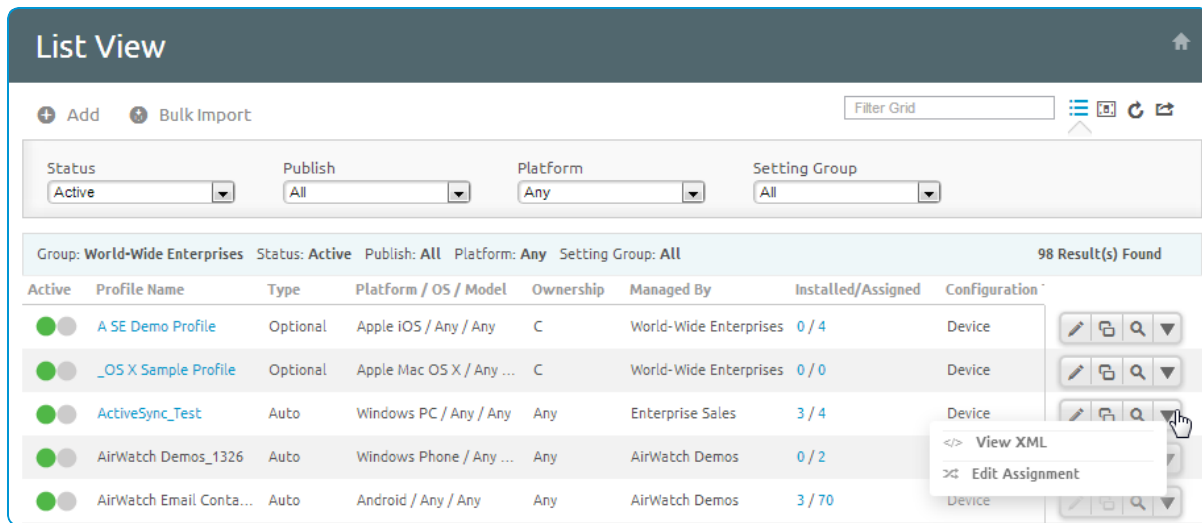 List View
Add Bulk Import Filter Grid
Status Publish Platform Setting Group
Active All Any All
Group: World-Wide Enterprises Status: Active Publish: All Platform: Any Setting Group: All 98 Result(s) Found
Active Profile Name Type Platform / OS / Model Ownership Managed By Installed/Assigned Configuration
A SE Demo Profile Optional Apple iOS / Any / Any C World-Wide Enterprises 0 / 4 Device
_OS X Sample Profile Optional Apple Mac OS X / Any ... C World-Wide Enterprises 0 / 0 Device
ActiveSync_Test Auto Windows PC / Any / Any Any Enterprise Sales 3 / 4 Device
</> View XML
AirWatch Demos_1326 Auto Windows Phone / Any ... Any AirWatch Demos 0 / 2
Edit Assignment
AirWatch Email Conta... Auto Android / Any / Any Any AirWatch Demos 3 / 70 Device